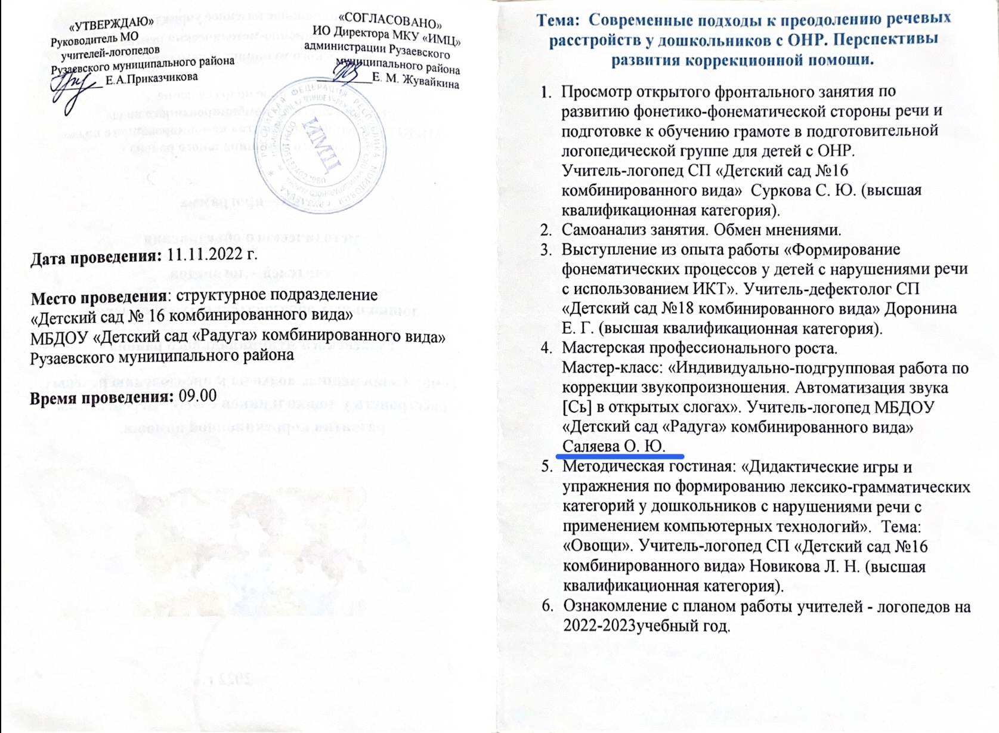 «УТВЕРЖДАЮ»
Руководитель МО
учителей-логопедов
Рузаевского муниципального района
Е.А.Приказчикова
«СОГЛАСОВАНО»
ИО Директора МКУ «ИМЦ»
администрации Рузаевского
муниципального района
Е. М. Жувайкина
РОССИЙСКАЯ ФЕДЕРАЦИЯ РЕСПУБЛИКА МОРДОВИЯ Г.РУЗАЕВКА
ИМЦ
Дата проведения: 11.11.2022 г.
Место проведения: структурное подразделение
«Детский сад № 16 комбинированного вида»
МБДОУ «Детский сад «Радуга» комбинированного вида»
Рузаевского муниципального района
Время проведения: 09.00
Тема: Современные подходы к преодолению речевых
расстройств у дошкольников с ОНР. Перспективы
развития коррекционной помощи.
1. Просмотр открытого фронтального занятия по
развитию фонетико-фонематической стороны речи и
подготовке к обучению грамоте в подготовительной
логопедической группе для детей с ОНР.
Учитель-логопед СП «Детский сад №16
комбинированного вида» Суркова С. Ю. (высшая
квалификационная категория).
2. Самоанализ занятия. Обмен мнениями.
3. Выступление из опыта работы «Формирование
фонематических процессов у детей с нарушениями речи
с использованием ИКТ». Учитель-дефектолог СП
«Детский сад №18 комбинированного вида» Доронина
Е. Г. (высшая квалификационная категория).
4. Мастерская профессионального роста.
Мастер-класс: «Индивидуально-подгрупповая работа по
коррекции звукопроизношения. Автоматизация звука
[Сь] в открытых слогах». Учитель-логопед МБДОУ
«Детский сад «Радуга» комбинированного вида»
Саляева О. Ю.
5. Методическая гостиная: «Дидактические игры и
упражнения по формированию лексико-грамматических
категорий у дошкольников с нарушениями речи с
применением компьютерных технологий». Тема:
«Овощи». Учитель-логопед СП «Детский сад №16
комбинированного вида» Новикова Л. Н. (высшая
квалификационная категория).
6. Ознакомление с планом работы учителей - логопедов на
2022-2023учебный год.